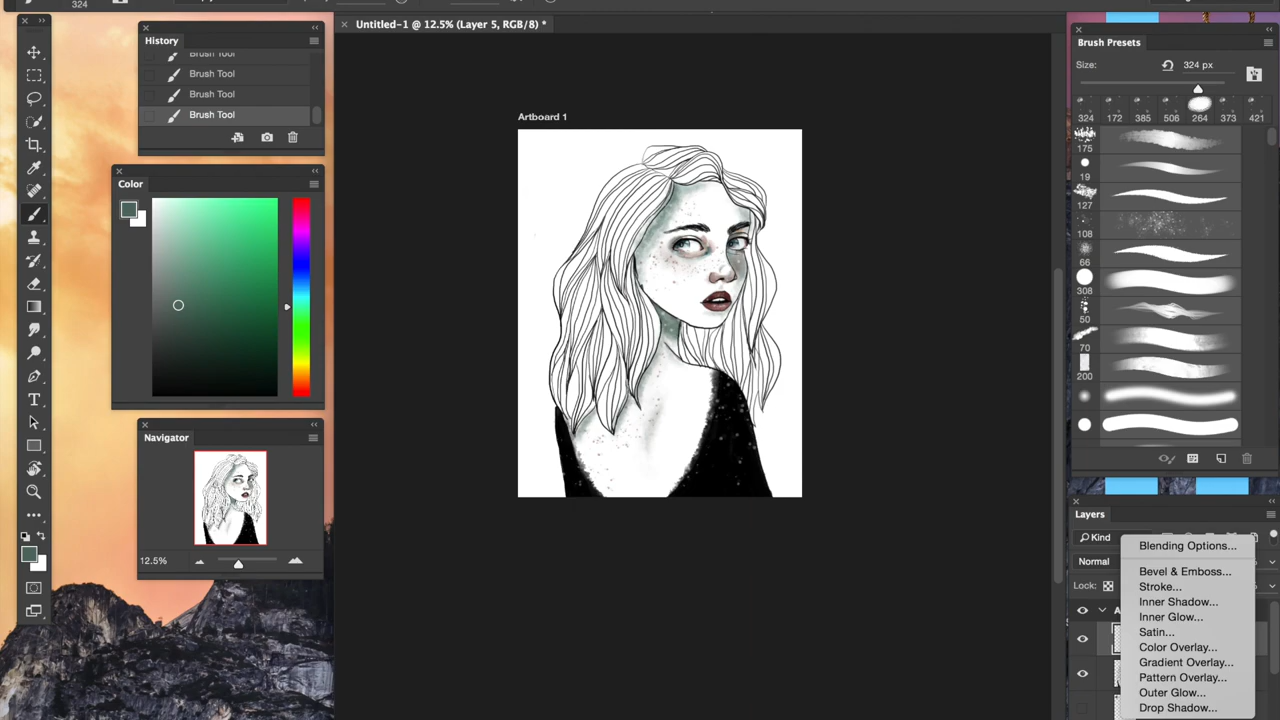 324
Untitled-1 @ 12.5% (Layer 5, RGB/8) *
History
Brush Tool
Brush Tool
Brush Tool
Brush Tool
Color
Navigator
12.5%
Artboard 1
Brush Presets
Size:
324 px
324 172 385 506 264 373 421
175
19
127
108
66
308
50
70
200
Layers
Kind
Normal
Lock:
Blending Options...
Bevel & Emboss...
Stroke...
Inner Shadow...
Inner Glow...
Satin...
Color Overlay...
Gradient Overlay...
Pattern Overlay...
Outer Glow...
Drop Shadow...